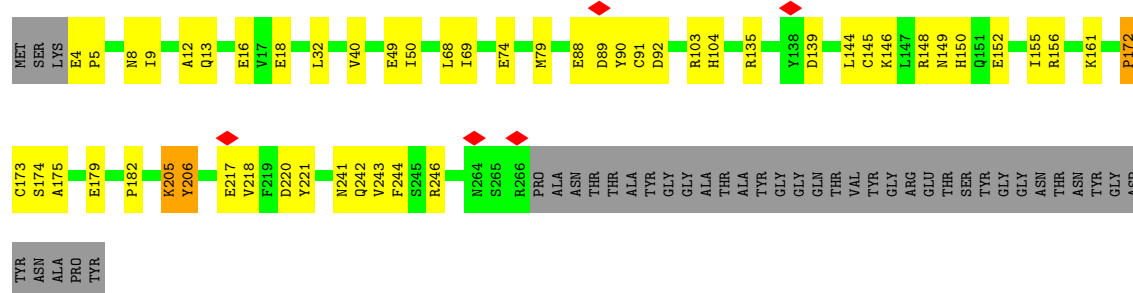 MET SER LYS E4 P5 N8 I9 A12 Q13 E16 V17 E18 L32 V40 E49 I50 L68 I69 E74 M79 E88 D89 Y90 C91 D92 R103 H104 R135 Y138 D139 L144 C145 K146 L147 R148 N149 H150 Q151 E152 I155 R156 K161 P172
C173 S174 A175 E179 P182 K205 Y206 E217 V218 F219 D220 Y221 N241 Q242 V243 F244 S245 R246 N264 S265 R266 PRO ALA ASN THR THR ALA TYR GLY GLY ALA THR ALA TYR GLY GLY GLN THR VAL TYR GLY ARG GLU THR SER TYR GLY GLY ASN THR ASN TYR GLY ASP
TYR ASN ALA PRO TYR